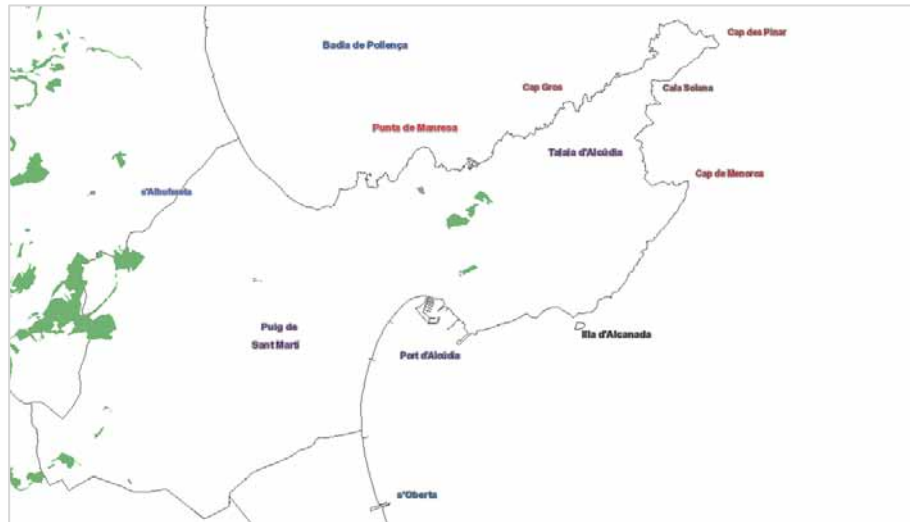 Cap des Pinar
Badia de Pollença
Cap Gros
Cala Solana
Punta de Manresa
Talaia d'Alcúdia
Cap de Menorca
s'Albufereta
Puig de
Sant Martí
Illa d'Alcanada
Port d'Alcúdia
s'Oberta